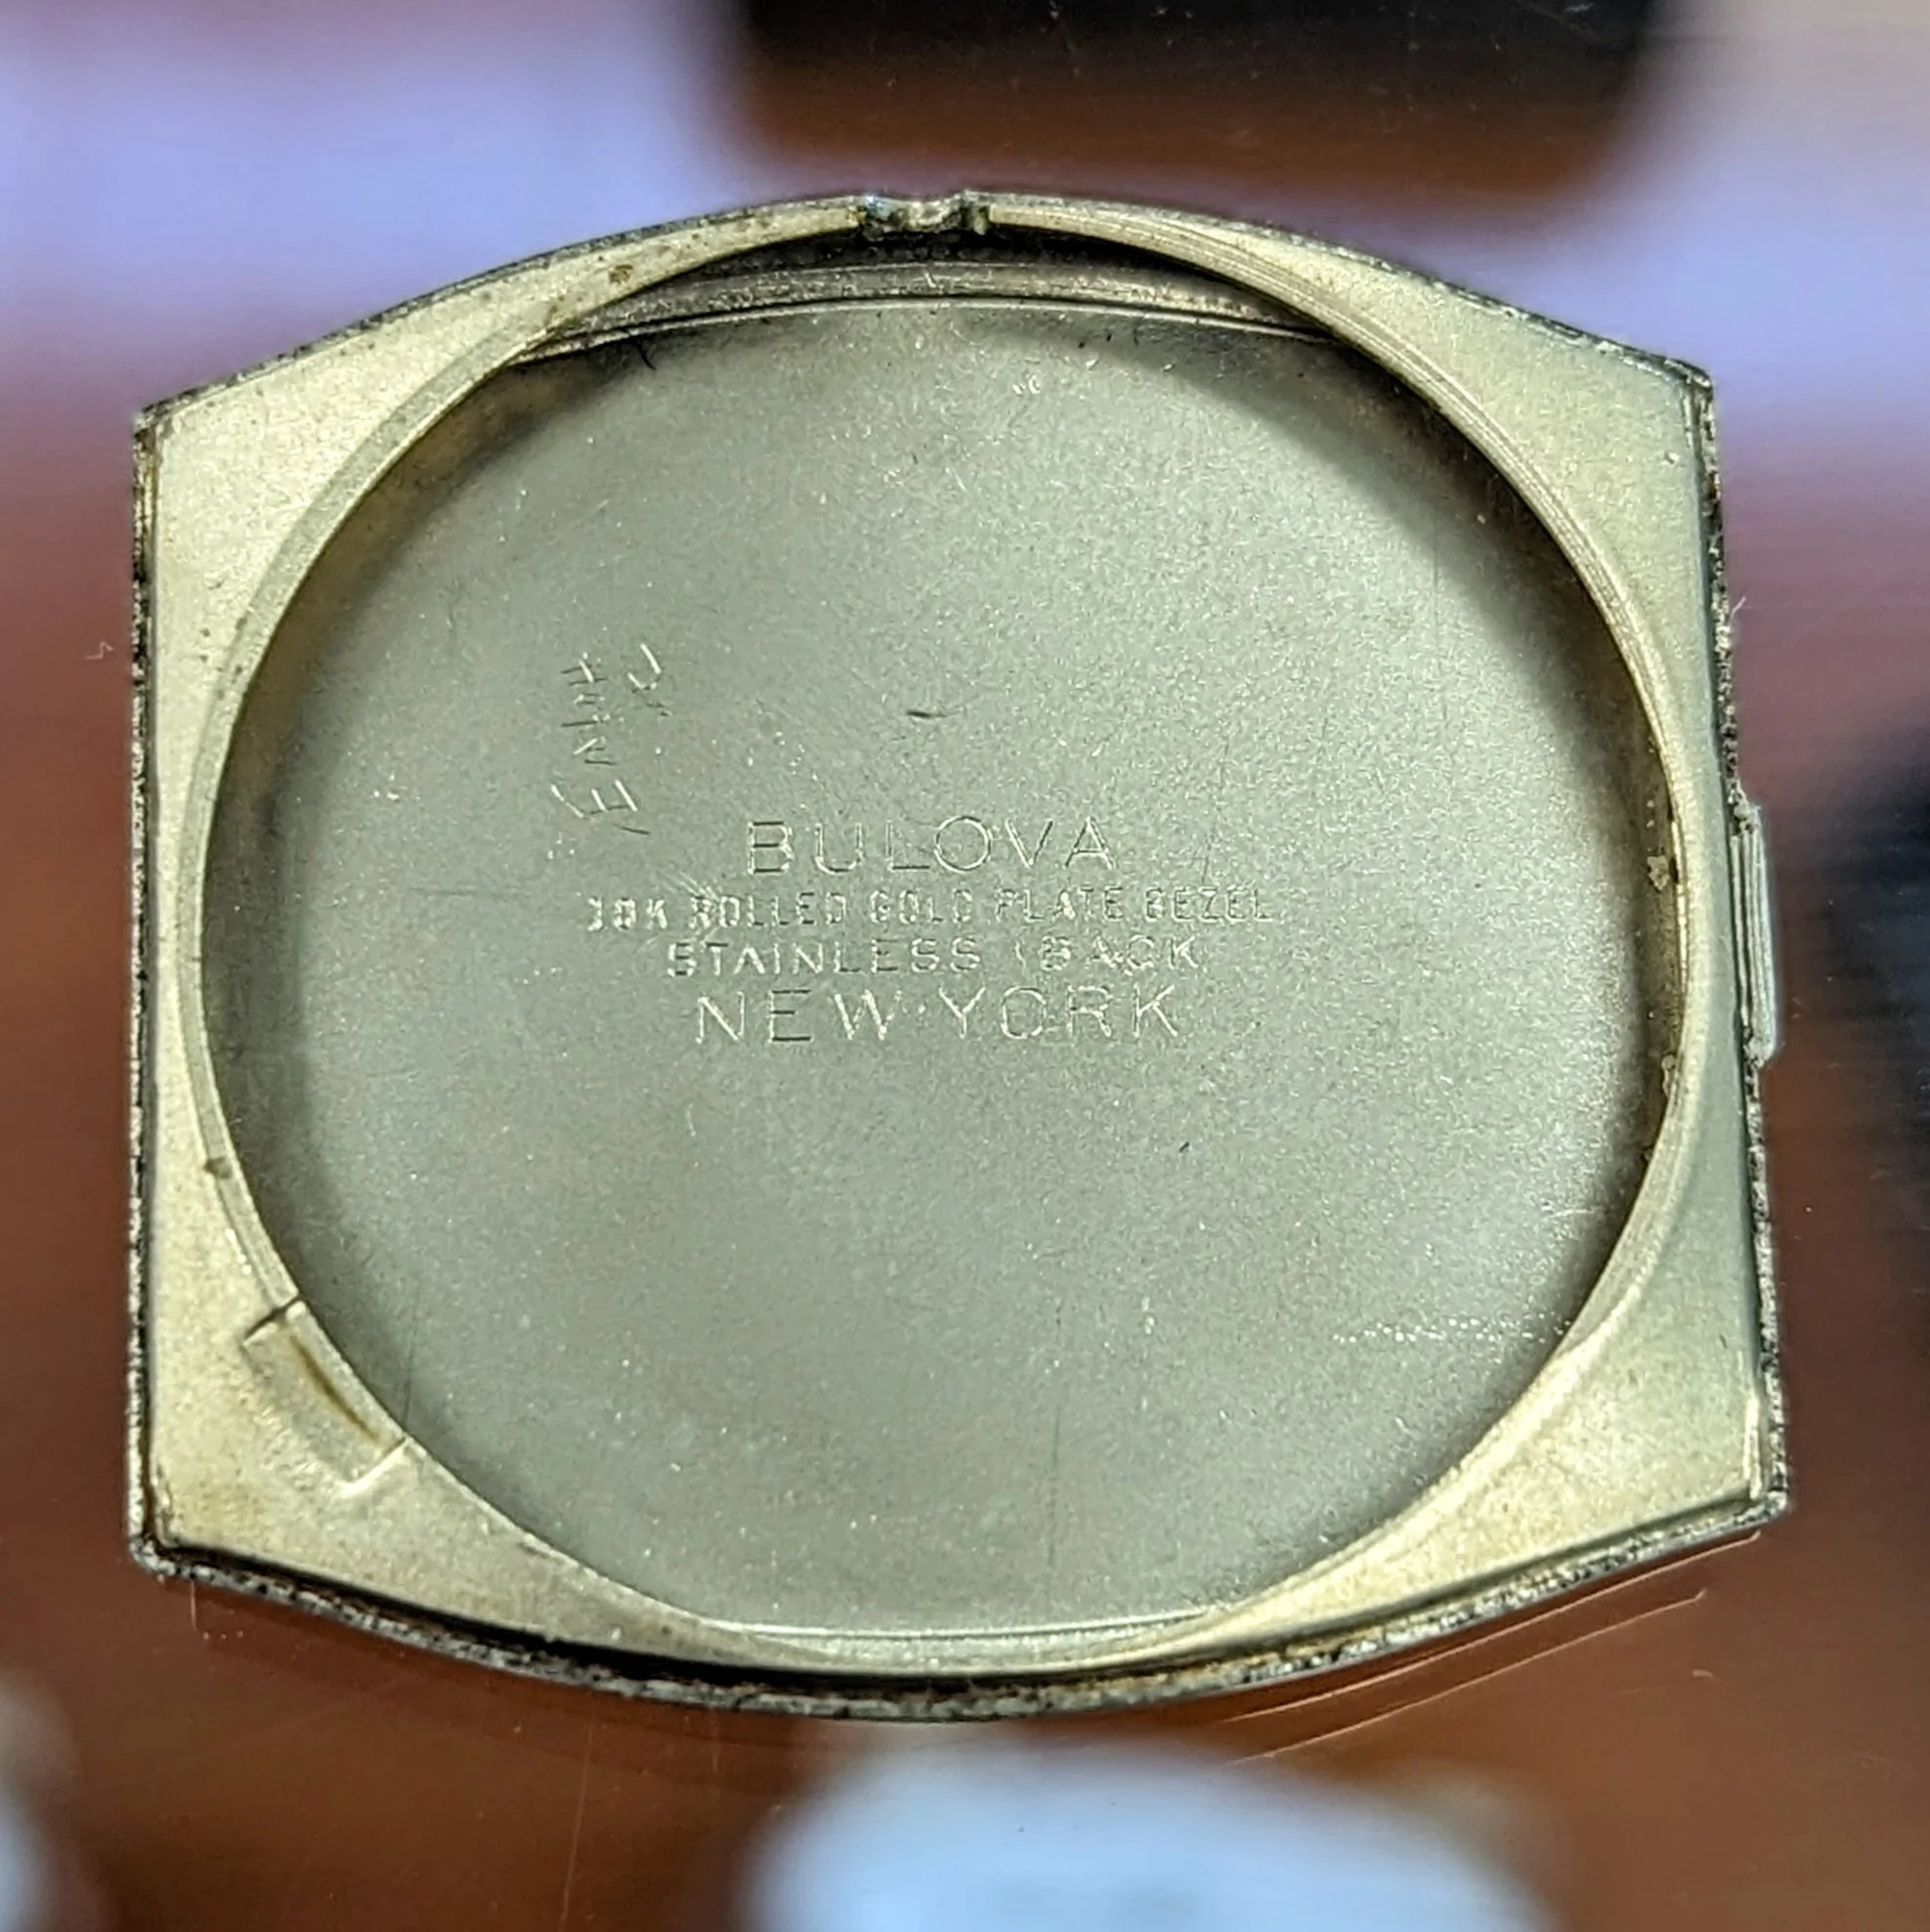 BULOVA
10K ROLLED GOLD PLATE BEZEL
STAINLESS BACK
NEW YORK